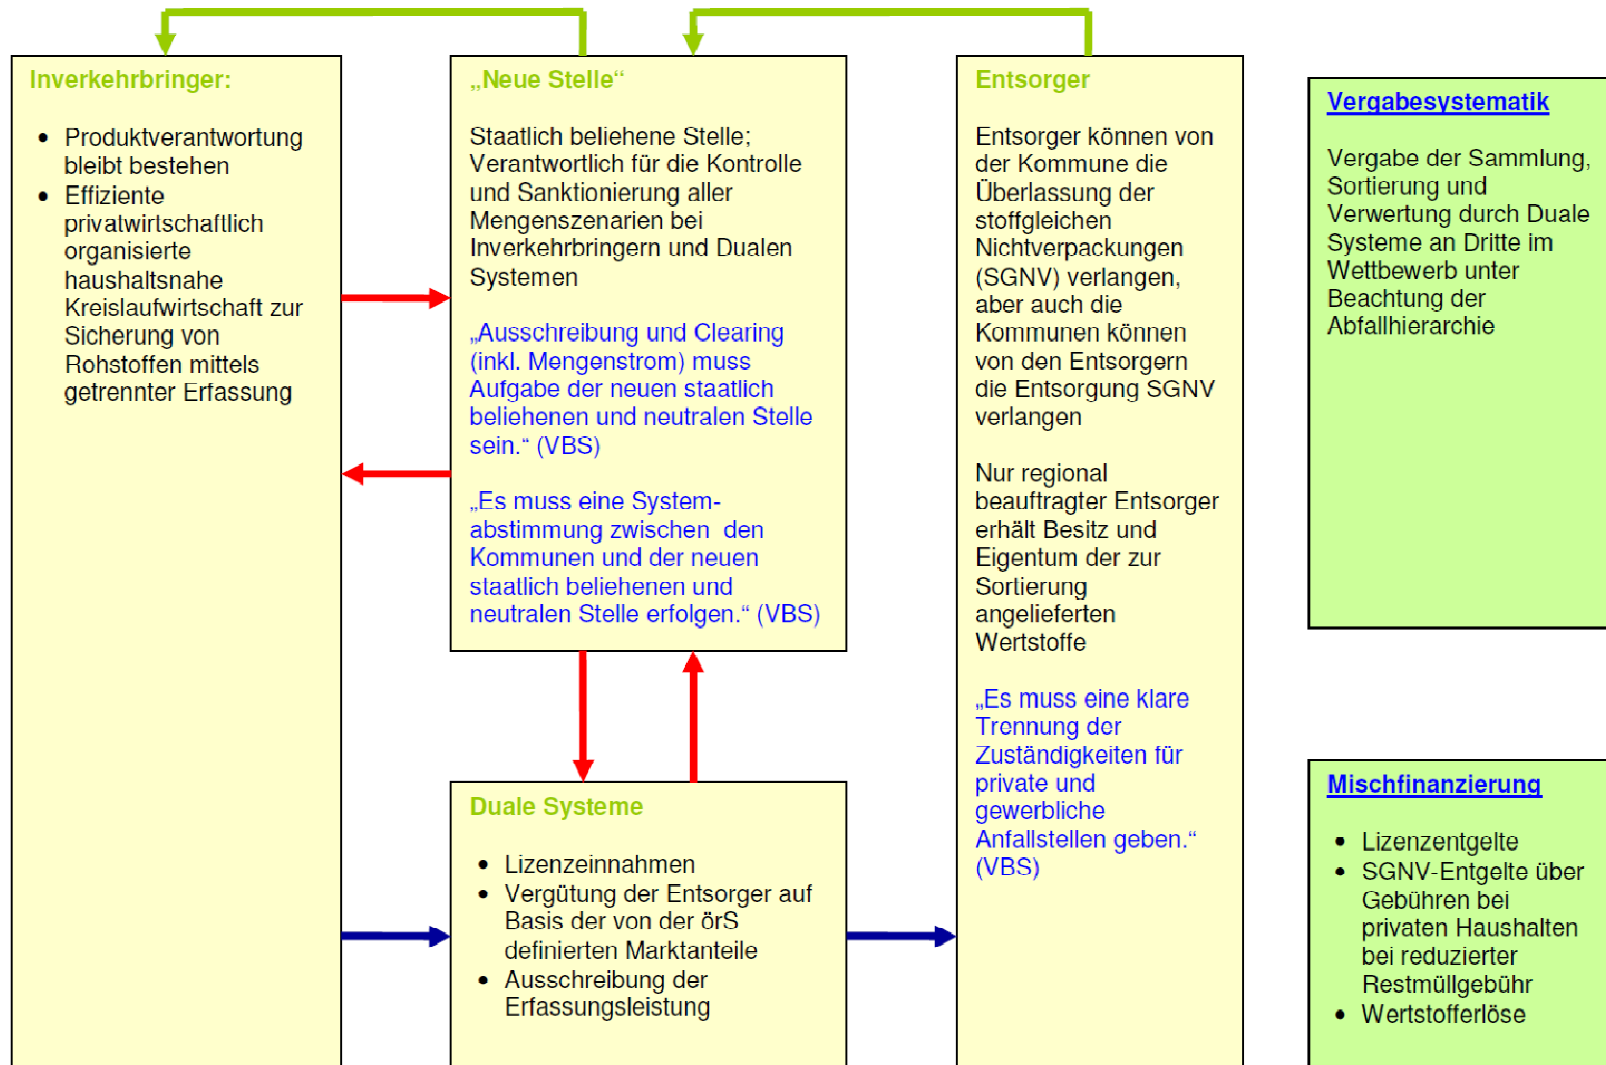 Inverkehrbringer:
• Produktverantwortung
bleibt bestehen
• Effiziente
privatwirtschaftlich
organisierte
haushaltsnahe
Kreislaufwirtschaft zur
Sicherung von
Rohstoffen mittels
getrennter Erfassung
„Neue Stelle“
Staatlich beliehene Stelle;
Verantwortlich für die Kontrolle
und Sanktionierung aller
Mengenszenarien bei
Inverkehrbringern und Dualen
Systemen
„Ausschreibung und Clearing
(inkl. Mengenstrom) muss
Aufgabe der neuen staatlich
beliehenen und neutralen Stelle
sein.“ (VBS)
„Es muss eine System-
abstimmung zwischen den
Kommunen und der neuen
staatlich beliehenen und
neutralen Stelle erfolgen.“ (VBS)
Duale Systeme
• Lizenzeinnahmen
• Vergütung der Entsorger auf
Basis der von der örS
definierten Marktanteile
• Ausschreibung der
Erfassungsleistung
Entsorger
Entsorger können von
der Kommune die
Überlassung der
stoffgleichen
Nichtverpackungen
(SGNV) verlangen,
aber auch die
Kommunen können
von den Entsorgern
die Entsorgung SGNV
verlangen
Nur regional
beauftragter Entsorger
erhält Besitz und
Eigentum der zur
Sortierung
angelieferten
Wertstoffe
„Es muss eine klare
Trennung der
Zuständigkeiten für
private und
gewerbliche
Anfallstellen geben.“
(VBS)
Vergabesystematik
Vergabe der Sammlung,
Sortierung und
Verwertung durch Duale
Systeme an Dritte im
Wettbewerb unter
Beachtung der
Abfallhierarchie
Mischfinanzierung
• Lizenzentgelte
• SGNV-Entgelte über
Gebühren bei
privaten Haushalten
bei reduzierter
Restmüllgebühr
• Wertstofferlöse